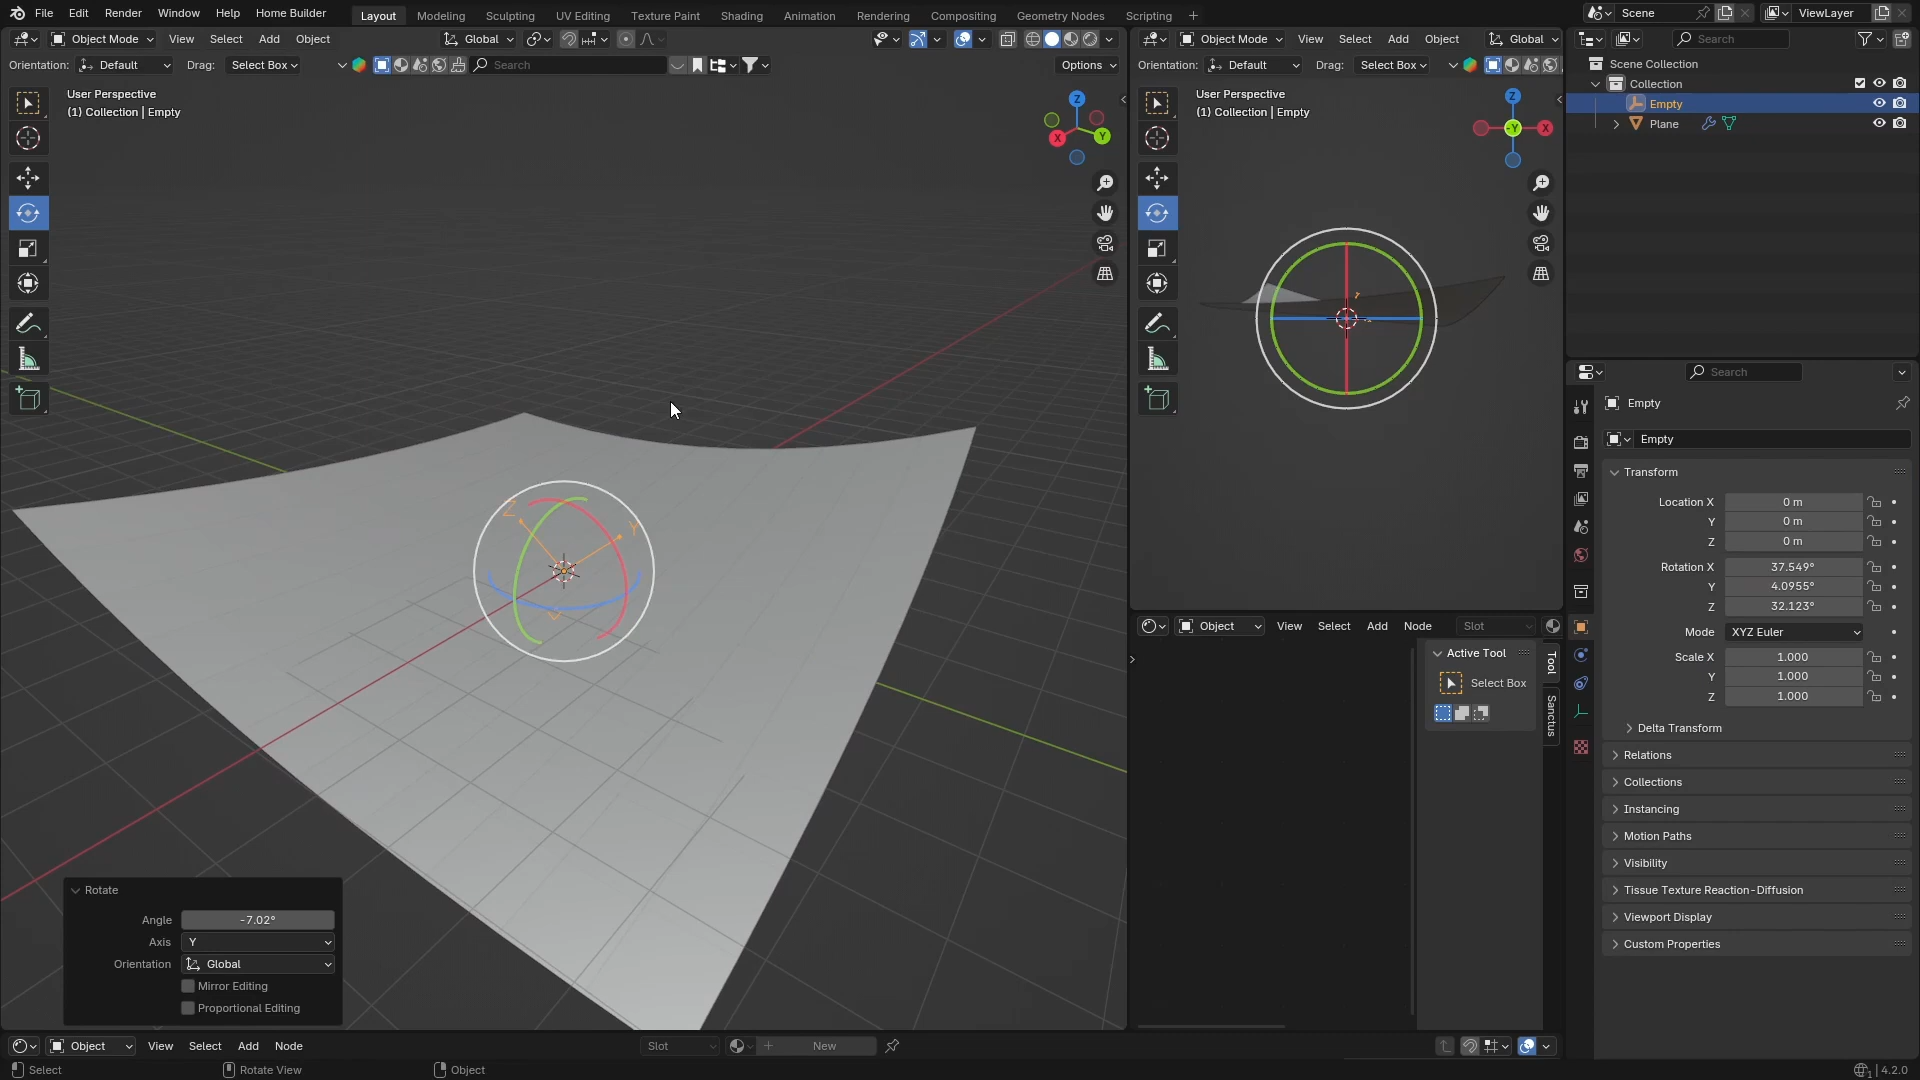 File Edit Render Window Help Home Builder
Layout Modeling Sculpting UV Editing Texture Paint Shading Animation Rendering Compositing Geometry Nodes Scripting +
Scene
ViewLayer
Object Mode View Select Add Object
Global
Object Mode View Select Add Object
Global
Search
Orientation: Default Drag: Select Box
Search
Options
Orientation: Default Drag: Select Box
User Perspective
(1) Collection | Empty
User Perspective
(1) Collection | Empty
Z
X
Y
Z
-Y
X
Scene Collection
Collection
Empty
Plane
Z
Y
Search
Empty
Empty
Transform
Location X 0 m
Y 0 m
Z 0 m
Rotation X 37.549°
Y 4.0955°
Z 32.123°
Mode XYZ Euler
Scale X 1.000
Y 1.000
Z 1.000
Delta Transform
Relations
Collections
Instancing
Motion Paths
Visibility
Tissue Texture Reaction-Diffusion
Viewport Display
Custom Properties
Object View Select Add Node Slot
Active Tool
Select Box
Tool
Sanctus
Rotate
Angle -7.02°
Axis Y
Orientation Global
Mirror Editing
Proportional Editing
Object View Select Add Node
Slot
+ New
Select
Rotate View
Object
4.2.0